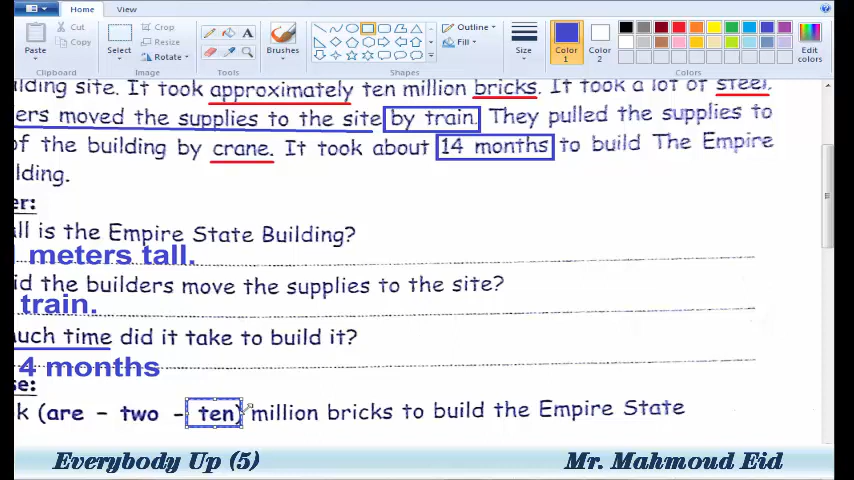 Home View
Cut
Copy
Paste
Crop
Resize
Rotate
Select
Brushes
Outline
Fill
Size
Color 1
Color 2
Edit colors
Clipboard Image Tools Shapes Colors
ilding site. It took approximately ten million bricks. It took a lot of steel.
ers moved the supplies to the site by train. They pulled the supplies to
of the building by crane. It took about 14 months to build The Empire
lding.
er:
all is the Empire State Building?
meters tall.
id the builders move the supplies to the site?
train.
much time did it take to build it?
4 months
se:
k (are - two - ten) million bricks to build the Empire State
Everybody Up (5) Mr. Mahmoud Eid